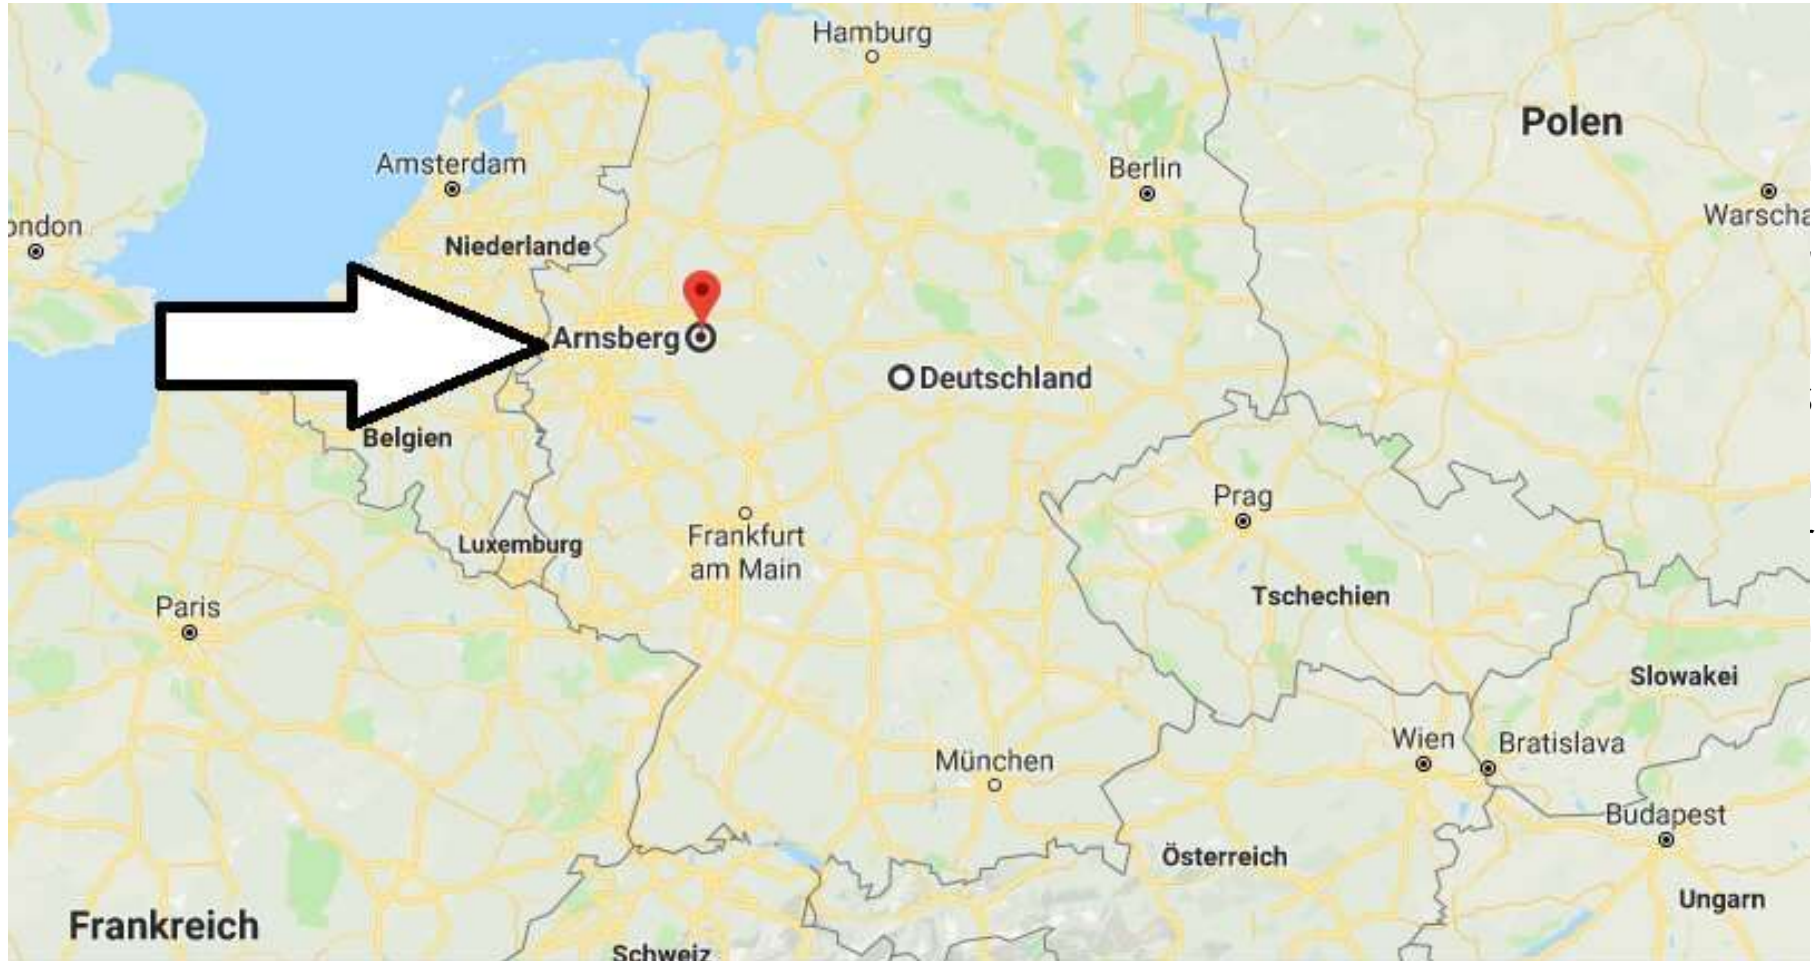 Hamburg
Polen
Amsterdam
Berlin
ondon
Warscha
Niederlande
Arnsberg
Deutschland
Belgien
Prag
Frankfurt
am Main
Luxemburg
Tschechien
Paris
Slowakei
Wien
Bratislava
München
Budapest
Österreich
Ungarn
Frankreich
Schweiz